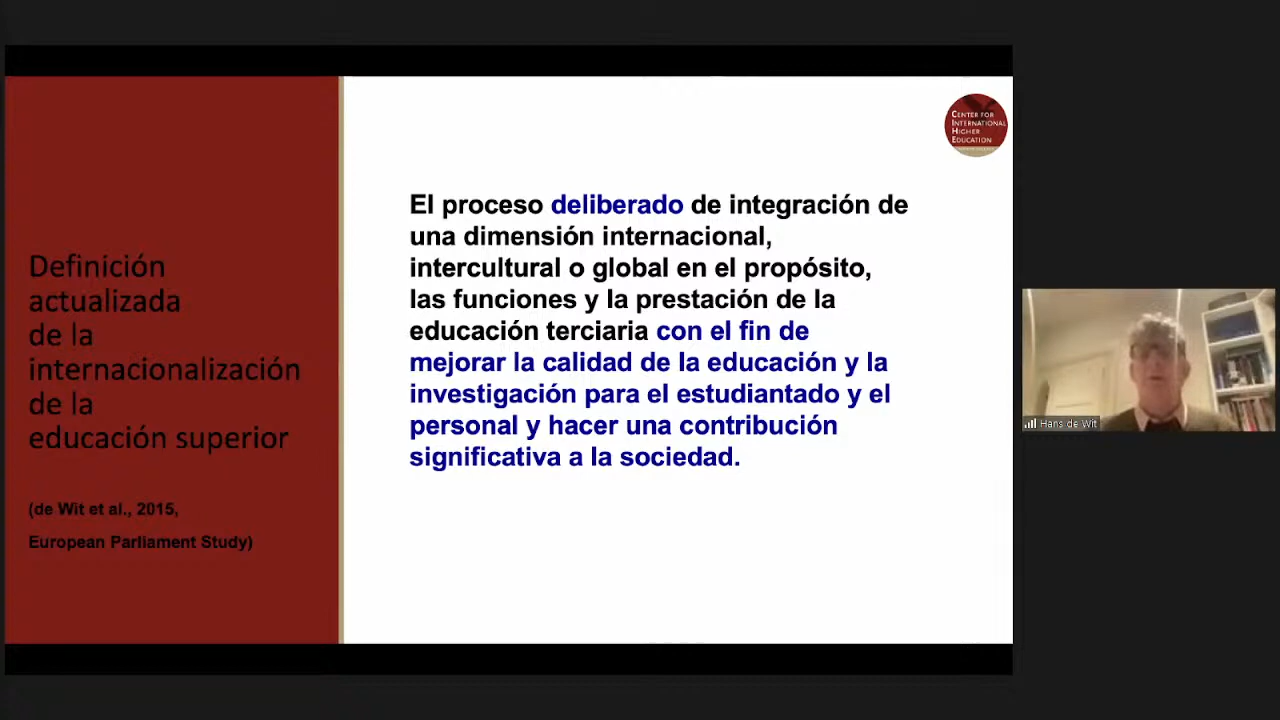 Definición
actualizada
de la
internacionalización
de la
educación superior
(de Wit et al., 2015,
European Parliament Study)
El proceso deliberado de integración de
una dimensión internacional,
intercultural o global en el propósito,
las funciones y la prestación de la
educación terciaria con el fin de
mejorar la calidad de la educación y la
investigación para el estudiantado y el
personal y hacer una contribución
significativa a la sociedad.
CENTER FOR
INTERNATIONAL
HIGHER
EDUCATION
Hans de Wit